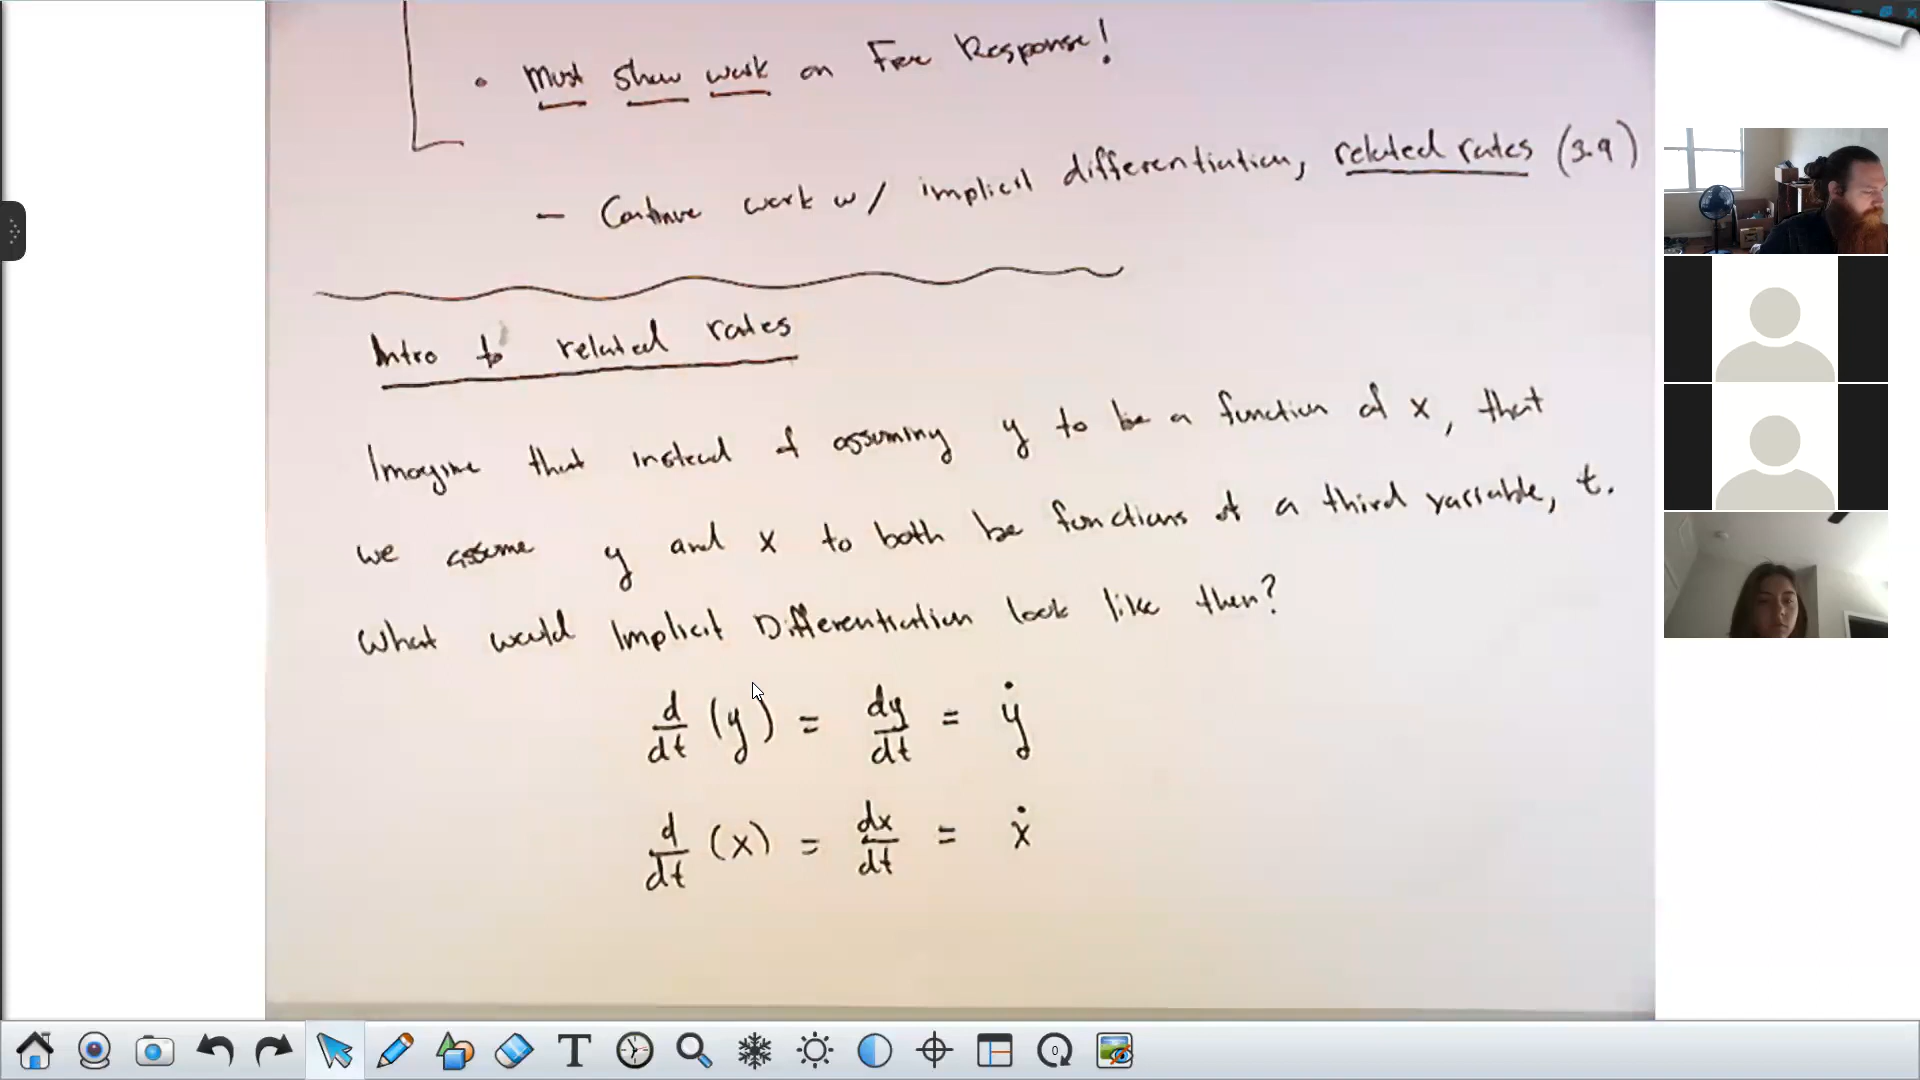 • Must show work on Free Response!
— Continue work w/ implicit differentiation, related rates (3.9)
Intro to related rates
Imagine that instead of assuming y to be a function of x, that
we assume y and x to both be functions of a third variable, t.
What would Implicit Differentiation look like then?
d/dt (y) = dy/dt = ẏ
d/dt (x) = dx/dt = ẋ
T
0